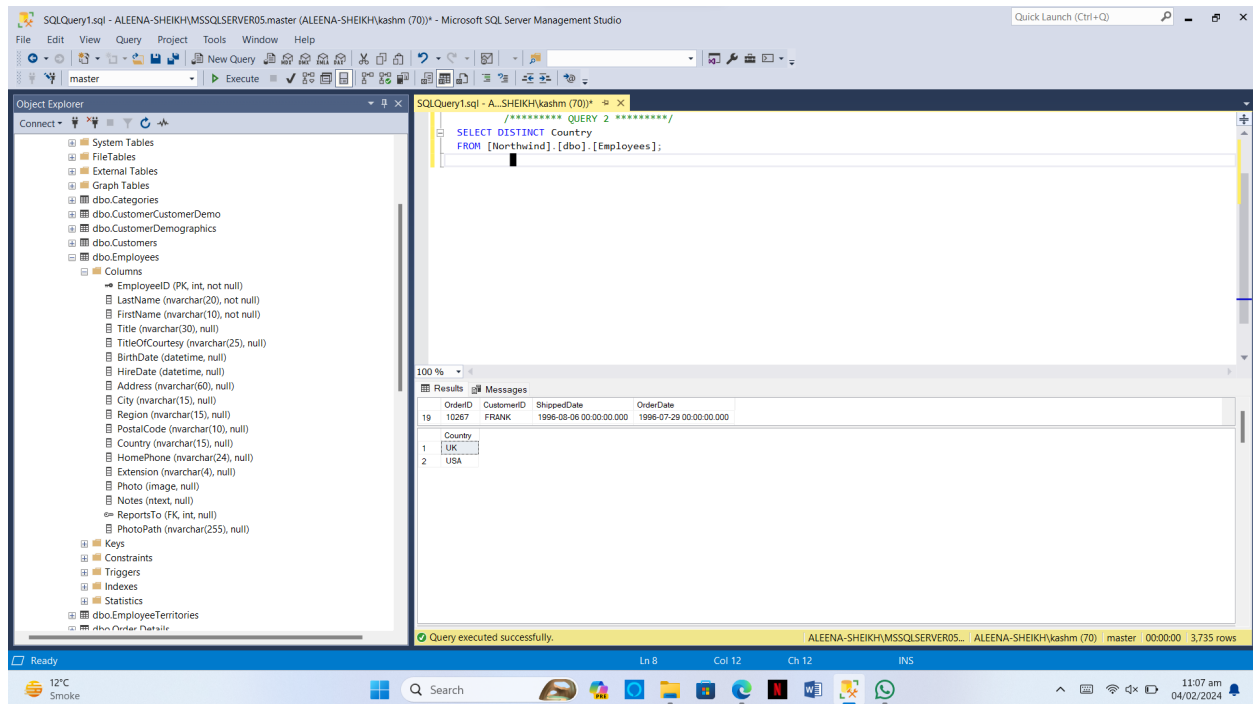 SQLQuery1.sql - ALEENA-SHEIKH\MSSQLSERVER05.master (ALEENA-SHEIKH\kashm (70))* - Microsoft SQL Server Management Studio
Quick Launch (Ctrl+Q)
File Edit View Query Project Tools Window Help
New Query
MDX DMX XMLA DAX
master
Execute
Object Explorer
SQLQuery1.sql - A...SHEIKH\kashm (70))*
Connect
System Tables
FileTables
External Tables
Graph Tables
dbo.Categories
dbo.CustomerCustomerDemo
dbo.CustomerDemographics
dbo.Customers
dbo.Employees
Columns
EmployeeID (PK, int, not null)
LastName (nvarchar(20), not null)
FirstName (nvarchar(10), not null)
Title (nvarchar(30), null)
TitleOfCourtesy (nvarchar(25), null)
BirthDate (datetime, null)
HireDate (datetime, null)
Address (nvarchar(60), null)
City (nvarchar(15), null)
Region (nvarchar(15), null)
PostalCode (nvarchar(10), null)
Country (nvarchar(15), null)
HomePhone (nvarchar(24), null)
Extension (nvarchar(4), null)
Photo (image, null)
Notes (ntext, null)
ReportsTo (FK, int, null)
PhotoPath (nvarchar(255), null)
Keys
Constraints
Triggers
Indexes
Statistics
dbo.EmployeeTerritories
dbo.Order Details
/********* QUERY 2 *********/
SELECT DISTINCT Country
FROM [Northwind].[dbo].[Employees];
100 %
Results Messages
OrderID CustomerID ShippedDate OrderDate
19 10267 FRANK 1996-08-06 00:00:00.000 1996-07-29 00:00:00.000
Country
1 UK
2 USA
Query executed successfully.
ALEENA-SHEIKH\MSSQLSERVER05... ALEENA-SHEIKH\kashm (70) master 00:00:00 3,735 rows
Ready
Ln 8 Col 12 Ch 12 INS
12°C
Smoke
Search
PRE
N
W
11:07 am
04/02/2024